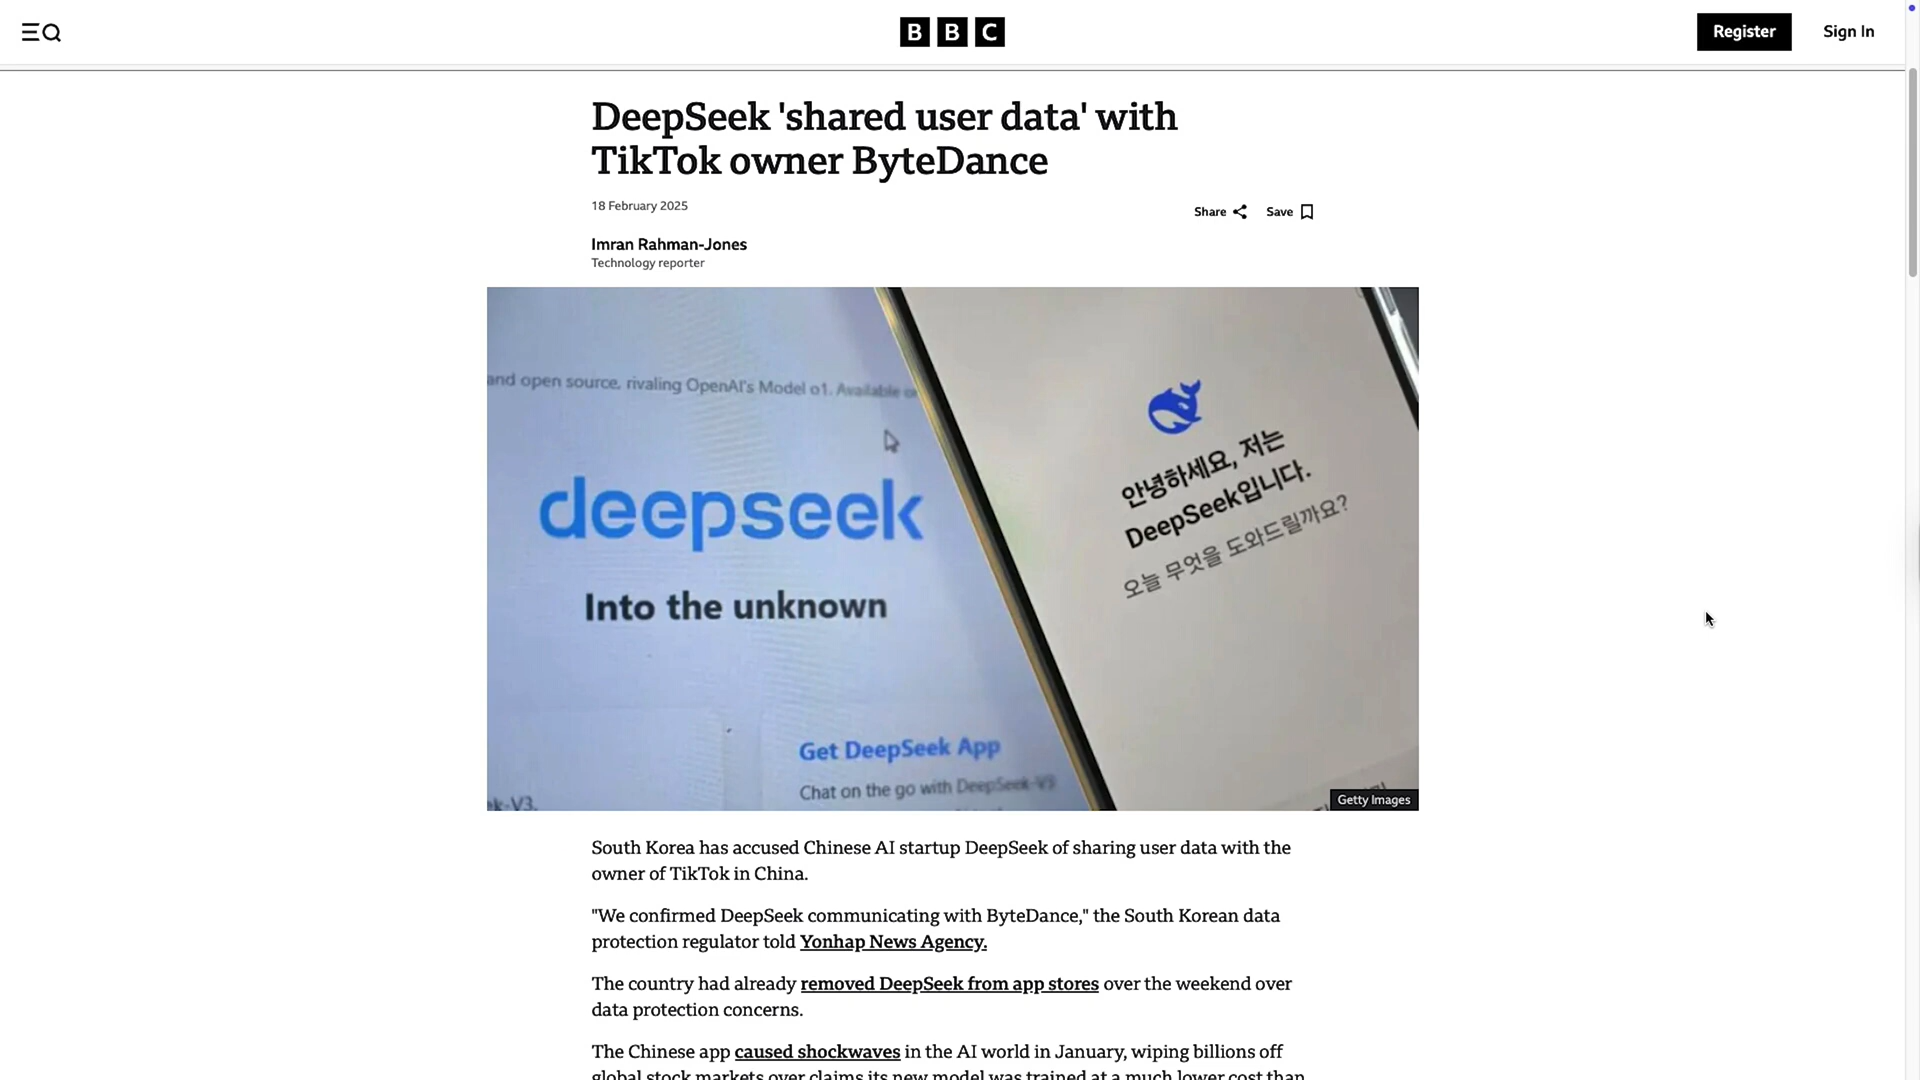 BBC
Register
Sign In
DeepSeek 'shared user data' with
TikTok owner ByteDance
18 February 2025
Share
Save
Imran Rahman-Jones
Technology reporter
and open source, rivaling OpenAI's Model o1. Available
deepseek
Into the unknown
Get DeepSeek App
Chat on the go with DeepSeek-V3
ek-V3.
안녕하세요, 저는
DeepSeek입니다.
오늘 무엇을 도와드릴까요?
Getty Images
South Korea has accused Chinese AI startup DeepSeek of sharing user data with the
owner of TikTok in China.
"We confirmed DeepSeek communicating with ByteDance," the South Korean data
protection regulator told Yonhap News Agency.
The country had already removed DeepSeek from app stores over the weekend over
data protection concerns.
The Chinese app caused shockwaves in the AI world in January, wiping billions off
global stock markets over claims its new model was trained at a much lower cost than